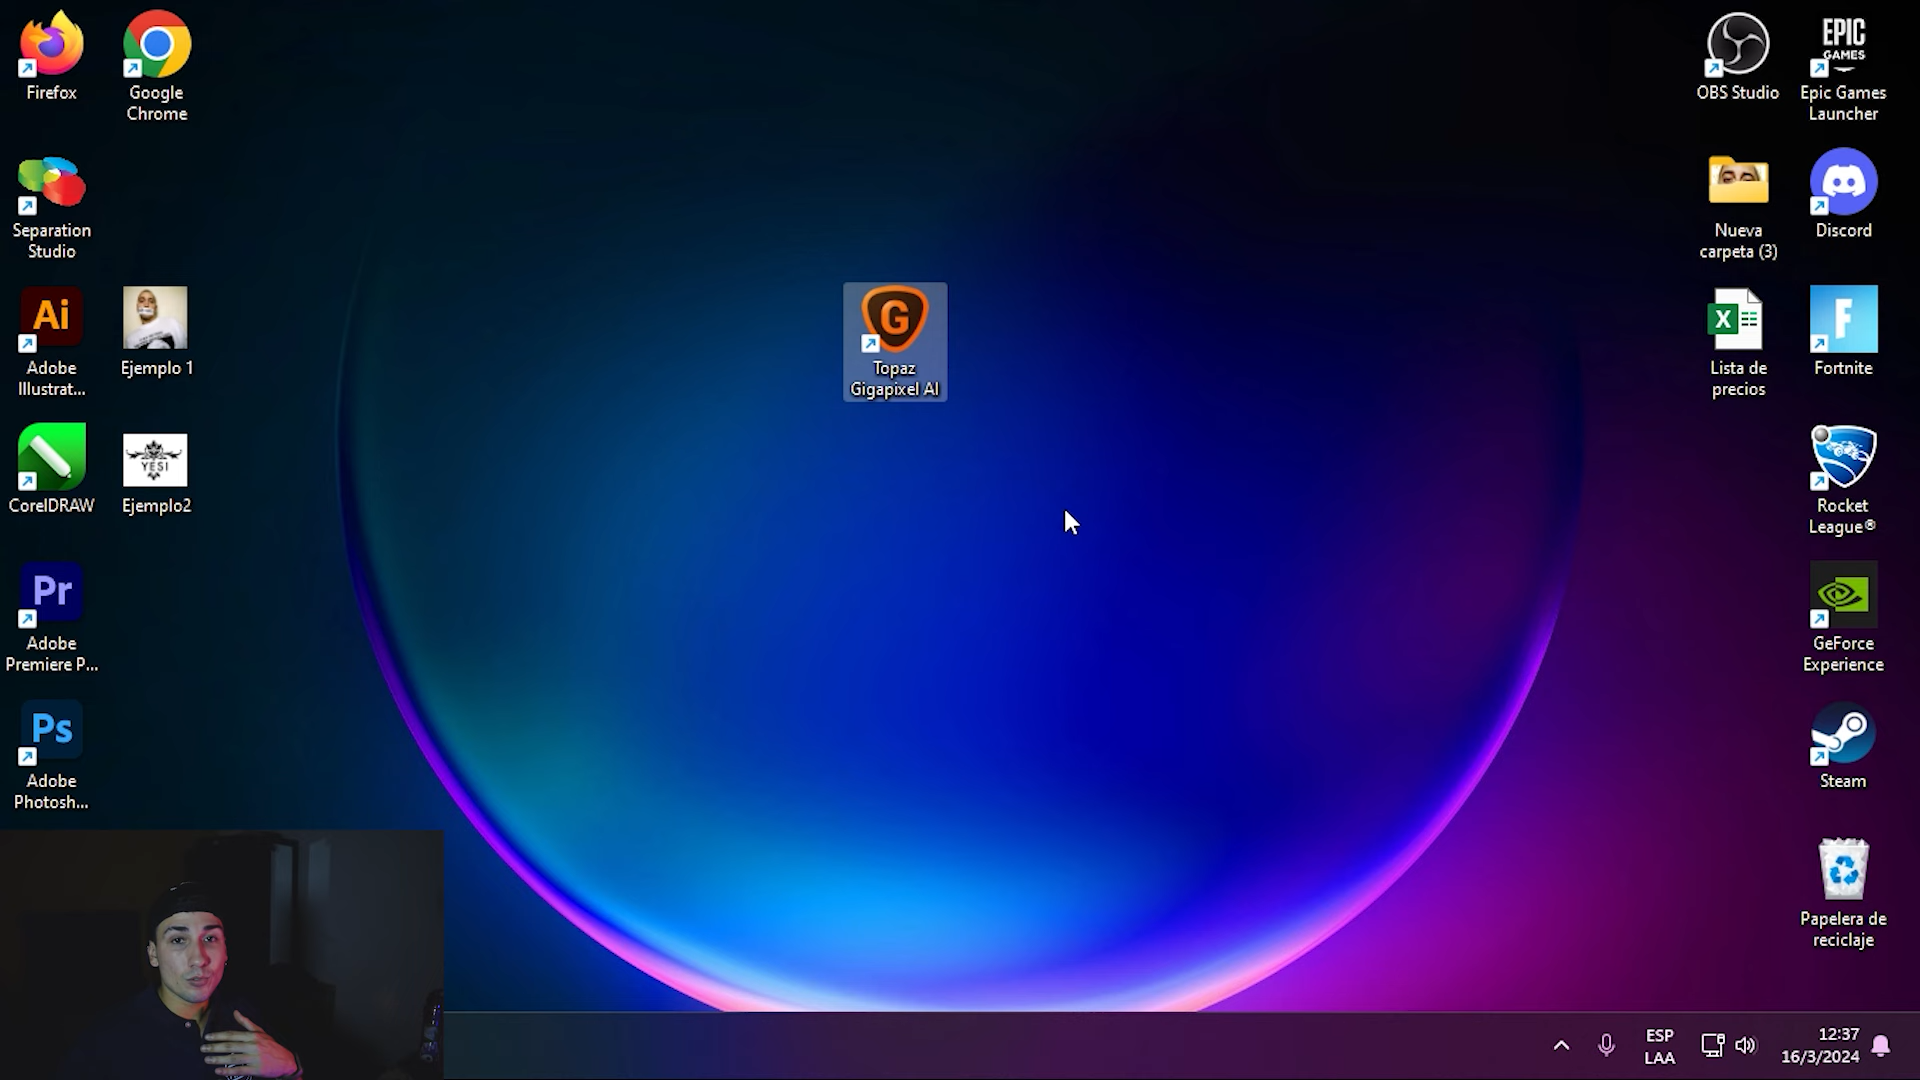 Firefox
Google
Chrome
Separation
Studio
Ai
Adobe
Illustrat...
Ejemplo 1
CorelDRAW
YESI
Ejemplo2
Pr
Adobe
Premiere P...
Ps
Adobe
Photosh...
G
Topaz
Gigapixel AI
OBS Studio
EPIC
GAMES
Epic Games
Launcher
Nueva
carpeta (3)
Discord
X
Lista de
precios
F
Fortnite
Rocket
League®
GeForce
Experience
Steam
Papelera de
reciclaje
ESP
LAA
12:37
16/3/2024